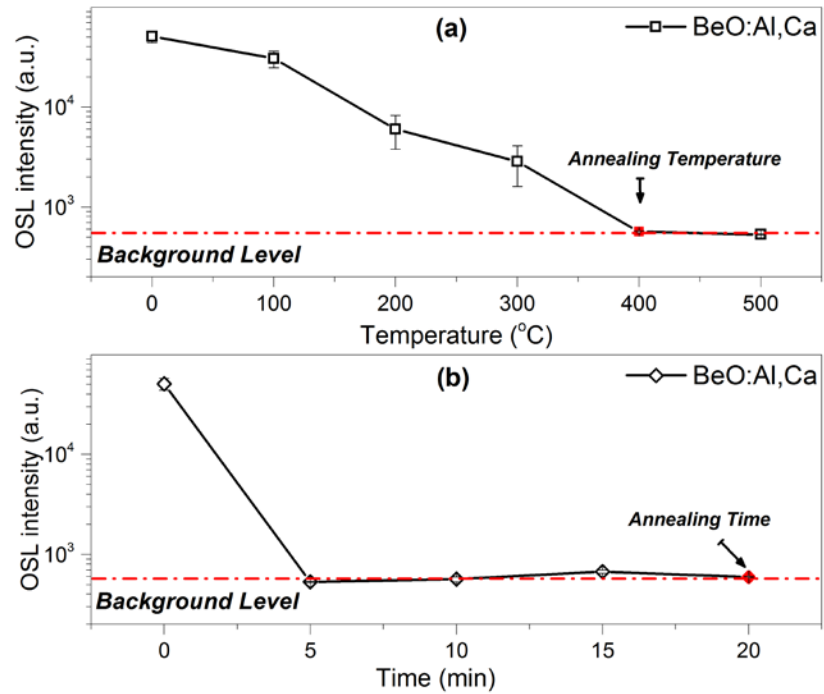 (a)
BeO:Al,Ca
OSL intensity (a.u.)
10^4
10^3
Annealing Temperature
Background Level
0 100 200 300 400 500
Temperature (°C)
(b)
BeO:Al,Ca
OSL intensity (a.u.)
10^4
10^3
Annealing Time
Background Level
0 5 10 15 20
Time (min)